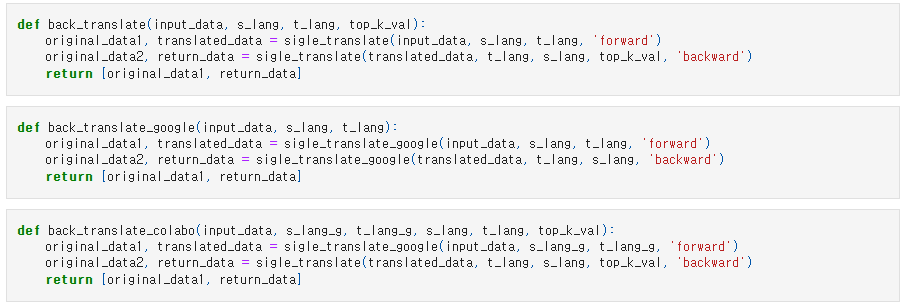 def back_translate(input_data, s_lang, t_lang, top_k_val):
    original_data1, translated_data = sigle_translate(input_data, s_lang, t_lang, 'forward')
    original_data2, return_data = sigle_translate(translated_data, t_lang, s_lang, top_k_val, 'backward')
    return [original_data1, return_data]
def back_translate_google(input_data, s_lang, t_lang):
    original_data1, translated_data = sigle_translate_google(input_data, s_lang, t_lang, 'forward')
    original_data2, return_data = sigle_translate_google(translated_data, t_lang, s_lang, 'backward')
    return [original_data1, return_data]
def back_translate_colabo(input_data, s_lang_g, t_lang_g, s_lang, t_lang, top_k_val):
    original_data1, translated_data = sigle_translate_google(input_data, s_lang_g, t_lang_g, 'forward')
    original_data2, return_data = sigle_translate(translated_data, t_lang, s_lang, top_k_val, 'backward')
    return [original_data1, return_data]